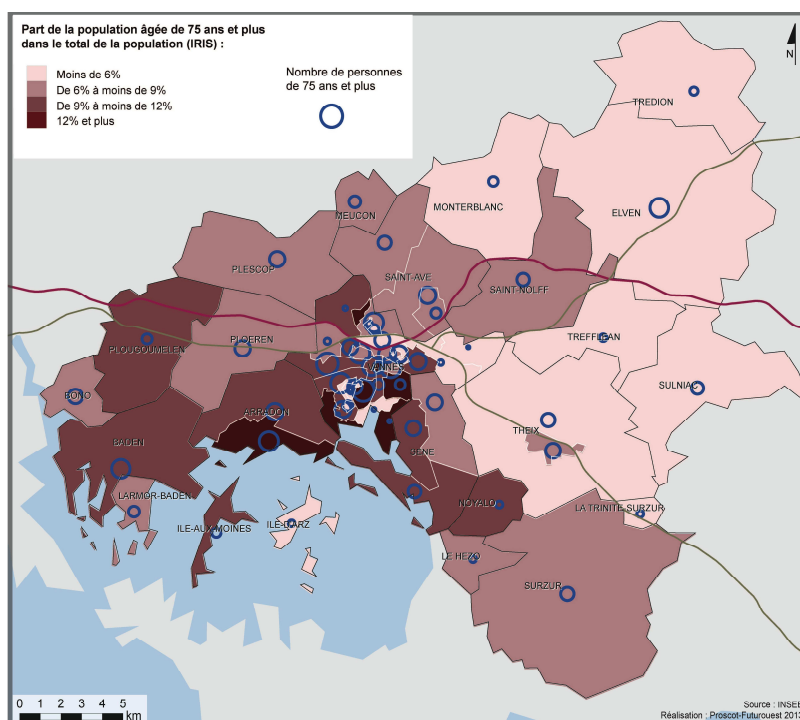 Part de la population âgée de 75 ans et plus
dans le total de la population (IRIS) :
Moins de 6%
De 6% à moins de 9%
De 9% à moins de 12%
12% et plus
Nombre de personnes
de 75 ans et plus
N
TREDION
MONTERBLANC
ELVEN
MEUCON
PLESCOP
SAINT-AVE
SAINT-NOLFF
PLOUGOUMELEN
PLOEREN
TREFFLEAN
VANNES
SULNIAC
BONO
ARRADON
THEIX
BADEN
SENE
LARMOR-BADEN
NOYALO
LA TRINITE-SURZUR
ILE-AUX-MOINES
ILE-D'ARZ
LE HEZO
SURZUR
0 1 2 3 4 5
km
Source : INSEE
Réalisation : Proscot-Futurouest 2013